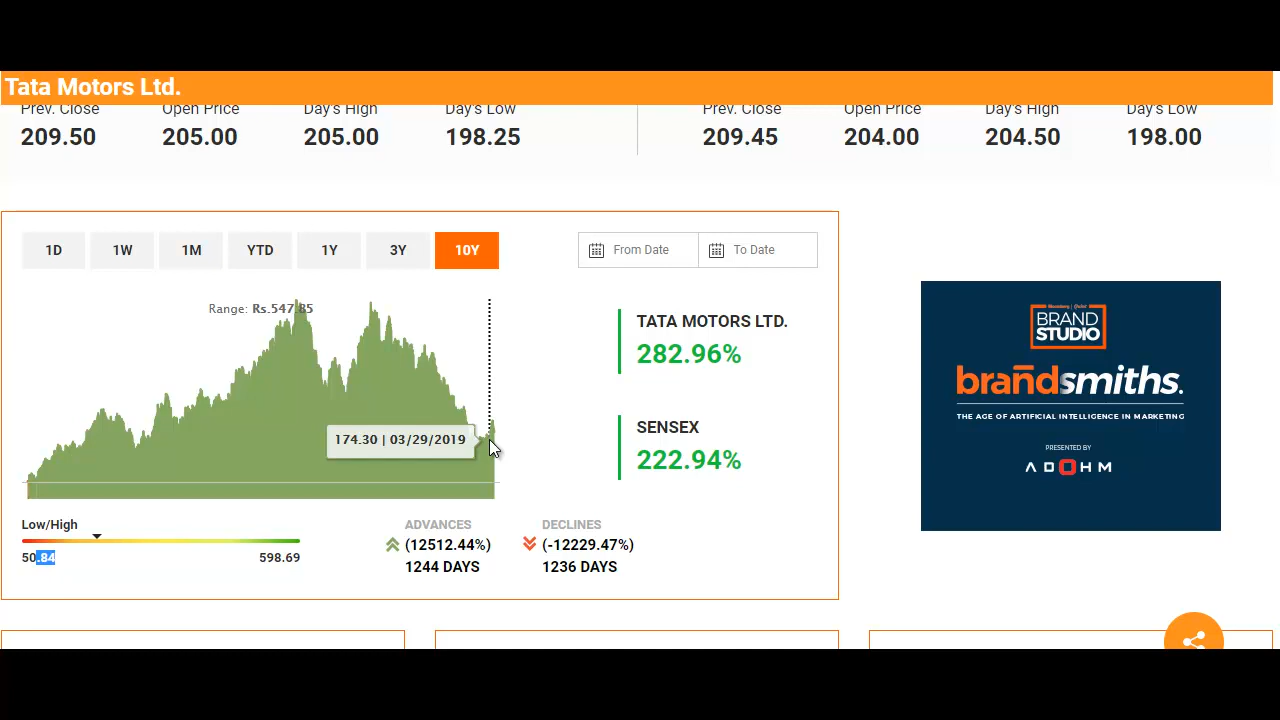 Tata Motors Ltd.
Prev. Close Open Price Day's High Day's Low Prev. Close Open Price Day's High Day's Low
209.50 205.00 205.00 198.25 209.45 204.00 204.50 198.00
1D 1W 1M YTD 1Y 3Y 10Y From Date To Date
Range: Rs.547.85
TATA MOTORS LTD.
282.96%
174.30 | 03/29/2019
SENSEX
222.94%
Low/High
50.84 598.69
ADVANCES
(12512.44%)
1244 DAYS
DECLINES
(-12229.47%)
1236 DAYS
Bloomberg | Quint
BRAND
STUDIO
brandsmiths.
THE AGE OF ARTIFICIAL INTELLIGENCE IN MARKETING
PRESENTED BY
ADOHM